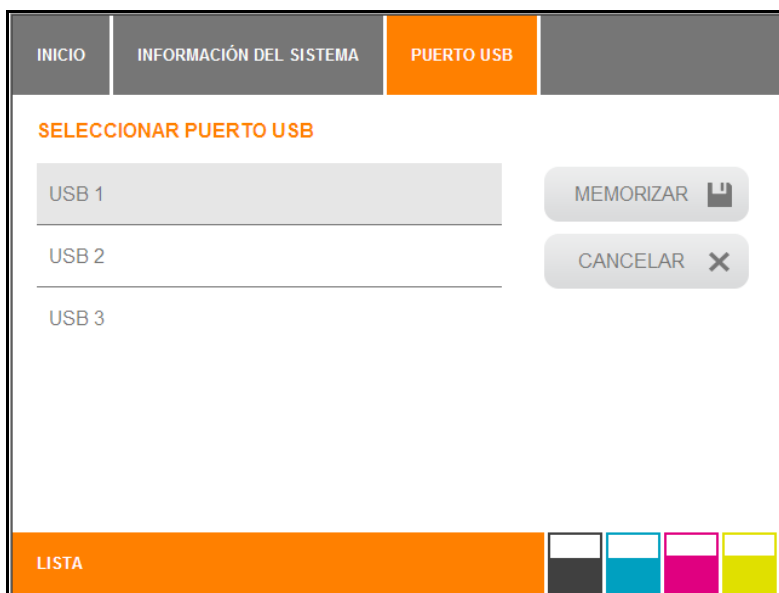 INICIO
INFORMACIÓN DEL SISTEMA
PUERTO USB
SELECCIONAR PUERTO USB
USB 1
USB 2
USB 3
MEMORIZAR
CANCELAR
LISTA